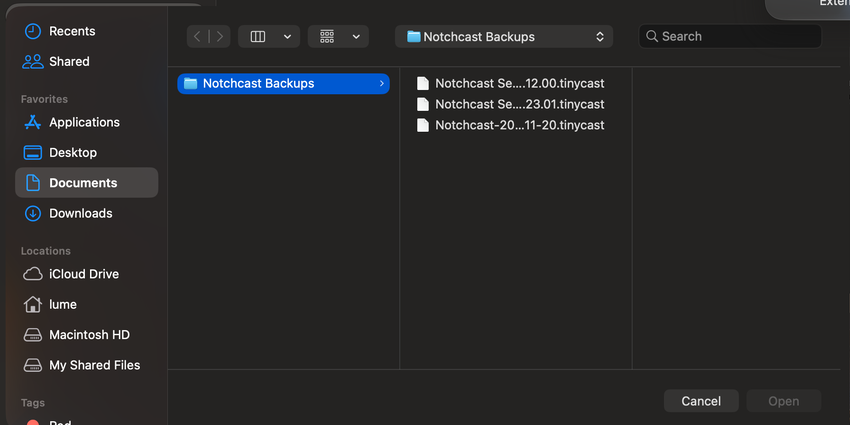 Exten
Recents
Shared
Favorites
Applications
Desktop
Documents
Downloads
Locations
iCloud Drive
lume
Macintosh HD
My Shared Files
Tags
Red
Notchcast Backups
Search
Notchcast Backups
Notchcast Se....12.00.tinycast
Notchcast Se....23.01.tinycast
Notchcast-20...11-20.tinycast
Cancel
Open